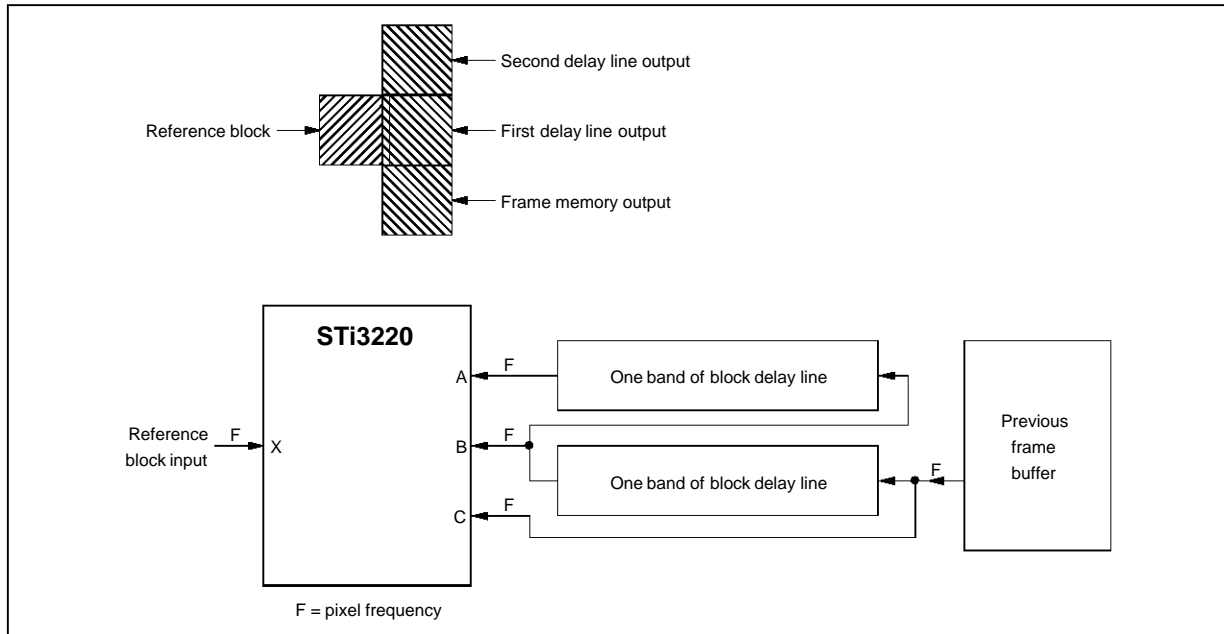 Second delay line output
Reference block
First delay line output
Frame memory output
STi3220
A
F
One band of block delay line
Reference
block input
F
X
B
F
One band of block delay line
F
Previous
frame
buffer
C
F
F = pixel frequency